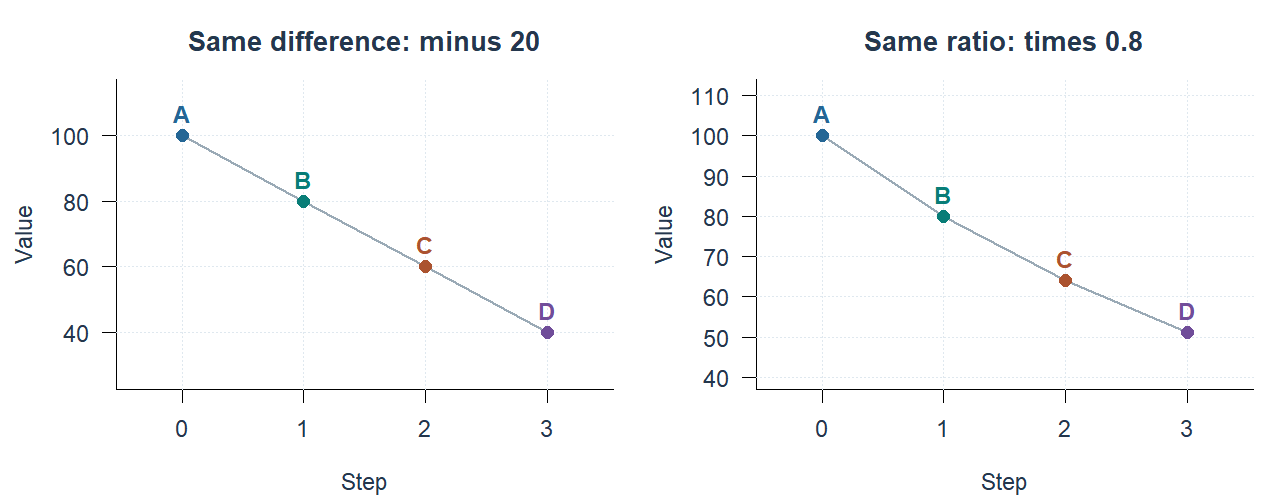 Same difference: minus 20
A
B
C
D
100
80
60
40
Value
0 1 2 3
Step
Same ratio: times 0.8
A
B
C
D
110
100
90
80
70
60
50
40
Value
0 1 2 3
Step